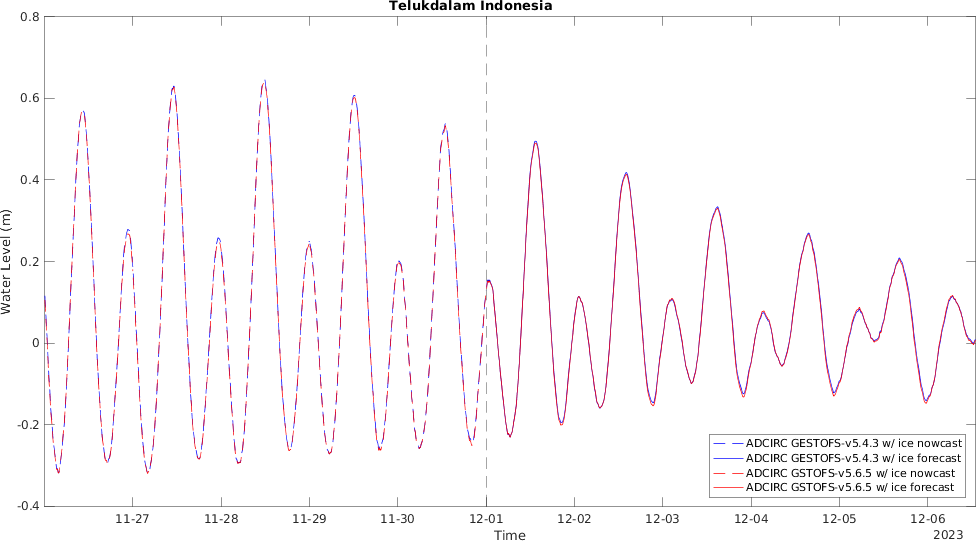 Telukdalam Indonesia
0.8
0.6
0.4
0.2
0
-0.2
-0.4
Water Level (m)
11-27
11-28
11-29
11-30
12-01
12-02
12-03
12-04
12-05
12-06
Time
2023
ADCIRC GESTOFS-v5.4.3 w/ ice nowcast
ADCIRC GESTOFS-v5.4.3 w/ ice forecast
ADCIRC GSTOFS-v5.6.5 w/ ice nowcast
ADCIRC GSTOFS-v5.6.5 w/ ice forecast